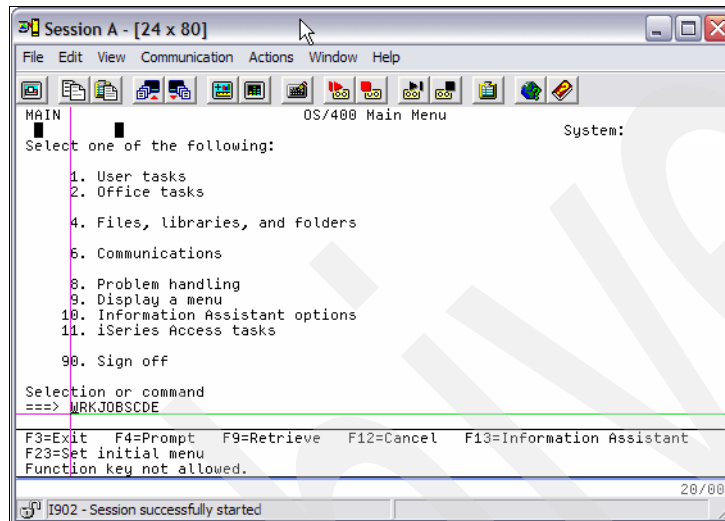 Session A - [24 x 80]
File Edit View Communication Actions Window Help
MAIN OS/400 Main Menu
System:
Select one of the following:
1. User tasks
2. Office tasks
4. Files, libraries, and folders
6. Communications
8. Problem handling
9. Display a menu
10. Information Assistant options
11. iSeries Access tasks
90. Sign off
Selection or command
===> WRKJOBSCDE
F3=Exit F4=Prompt F9=Retrieve F12=Cancel F13=Information Assistant
F23=Set initial menu
Function key not allowed.
20/00
I902 - Session successfully started